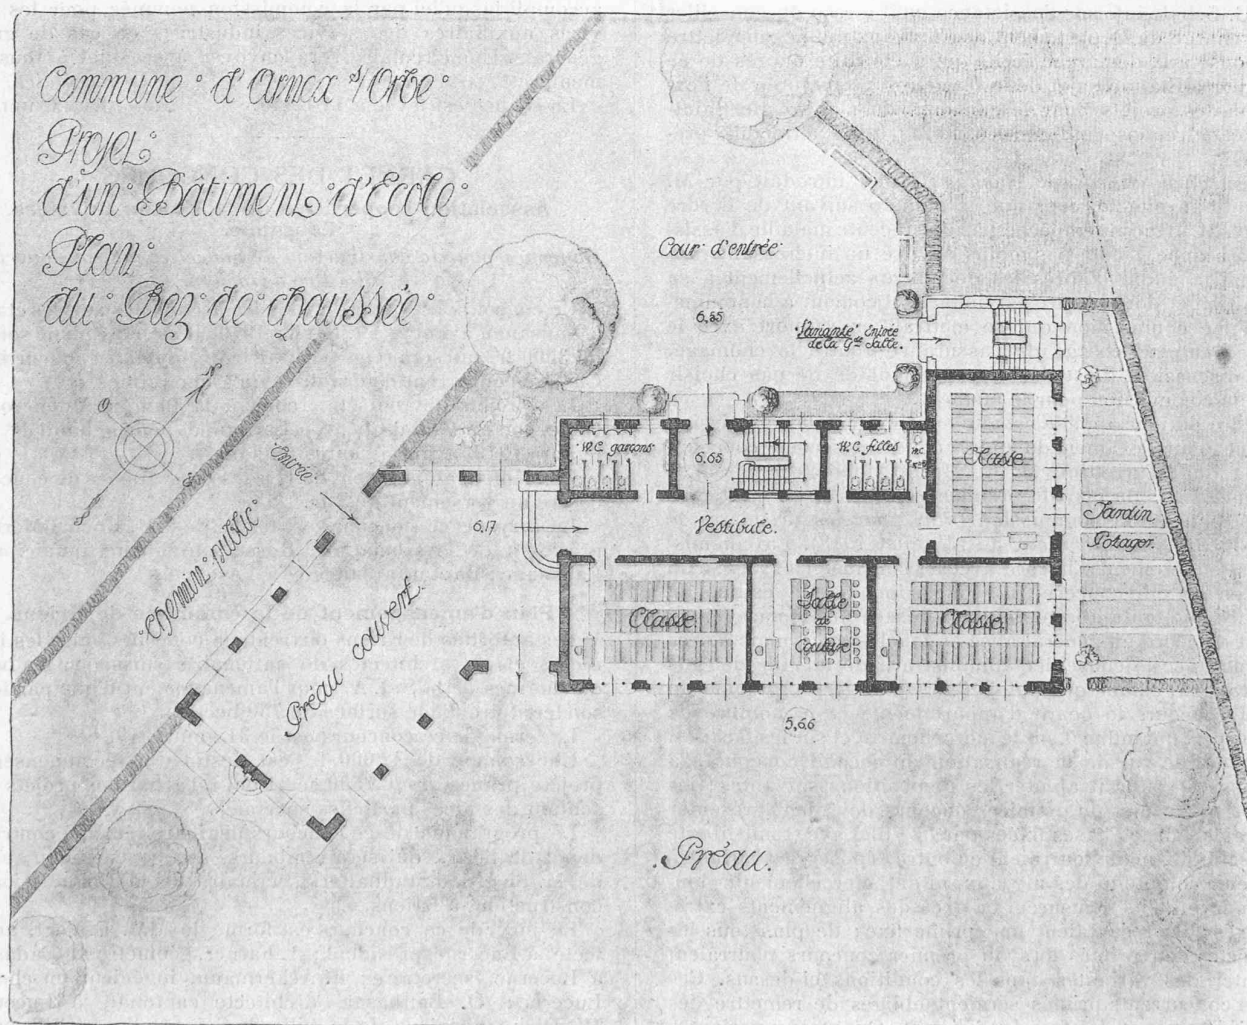 Commune d'Arnex s/Orbe
Projet
d'un Bâtiment d'Ecole
Plan
du Rez de chaussée
Cour d'entrée
6,85
Variante Entrée
de la Gde Salle.
O
N
S
E
Entrée
chemin public
W.C. garçons
6,65
W.C. filles
W.C.
Classe
6,17
Vestibule.
Jardin
Potager.
Préau couvert.
Classe
Salle
de
Couture
Classe
5,66
Préau.